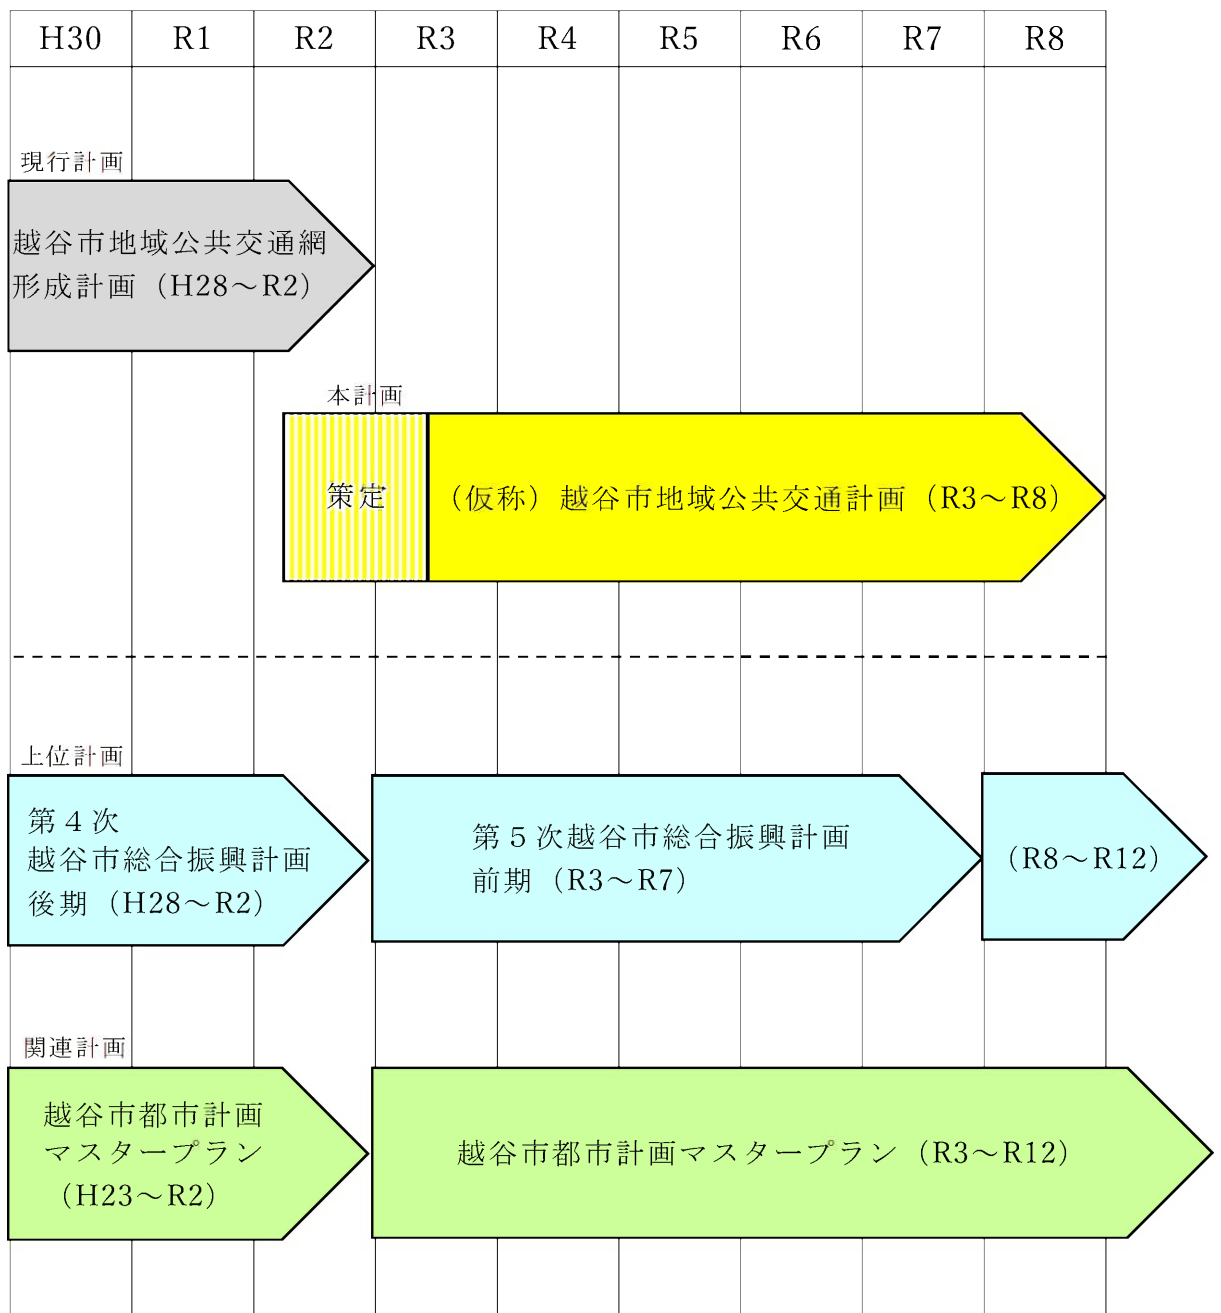 H30 R1 R2 R3 R4 R5 R6 R7 R8
現行計画
越谷市地域公共交通網
形成計画（H28～R2）
本計画
策定
（仮称）越谷市地域公共交通計画（R3～R8）
上位計画
第４次
越谷市総合振興計画
後期（H28～R2）
第５次越谷市総合振興計画
前期（R3～R7）
（R8～R12）
関連計画
越谷市都市計画
マスタープラン
（H23～R2）
越谷市都市計画マスタープラン（R3～R12）